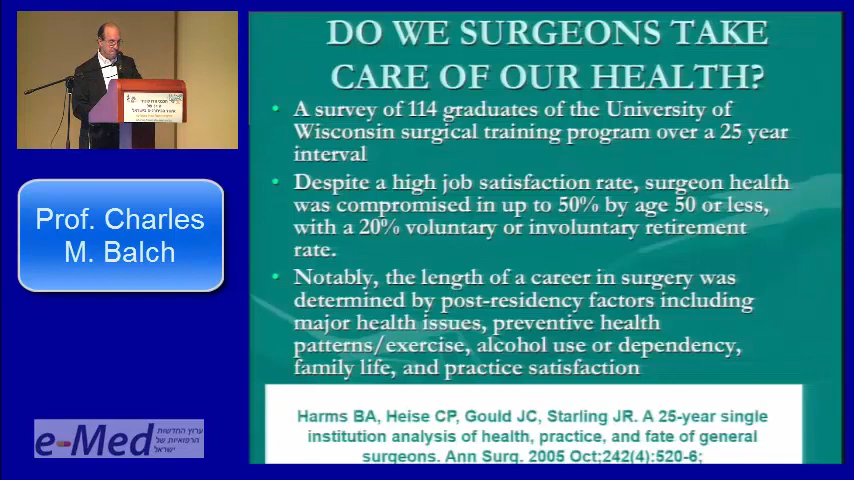 DO WE SURGEONS TAKE
CARE OF OUR HEALTH?
• A survey of 114 graduates of the University of
Wisconsin surgical training program over a 25 year
interval
• Despite a high job satisfaction rate, surgeon health
was compromised in up to 50% by age 50 or less,
with a 20% voluntary or involuntary retirement
rate.
• Notably, the length of a career in surgery was
determined by post-residency factors including
major health issues, preventive health
patterns/exercise, alcohol use or dependency,
family life, and practice satisfaction
Harms BA, Heise CP, Gould JC, Starling JR. A 25-year single
institution analysis of health, practice, and fate of general
surgeons. Ann Surg. 2005 Oct;242(4):520-6;
Prof. Charles
M. Balch
e-Med
ערוץ החדשות
הרפואיות של
ישראל